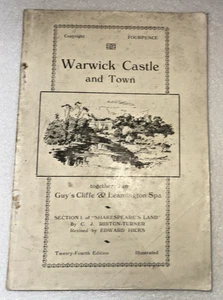 Copyright FOURPENCE
Warwick Castle
and Town
together with
Guy's Cliffe & Leamington Spa
SECTION I. of "SHAKESPEARE'S LAND"
By C. J. RIBTON-TURNER
Revised by EDWARD HICKS
Twenty-Fourth Edition Illustrated